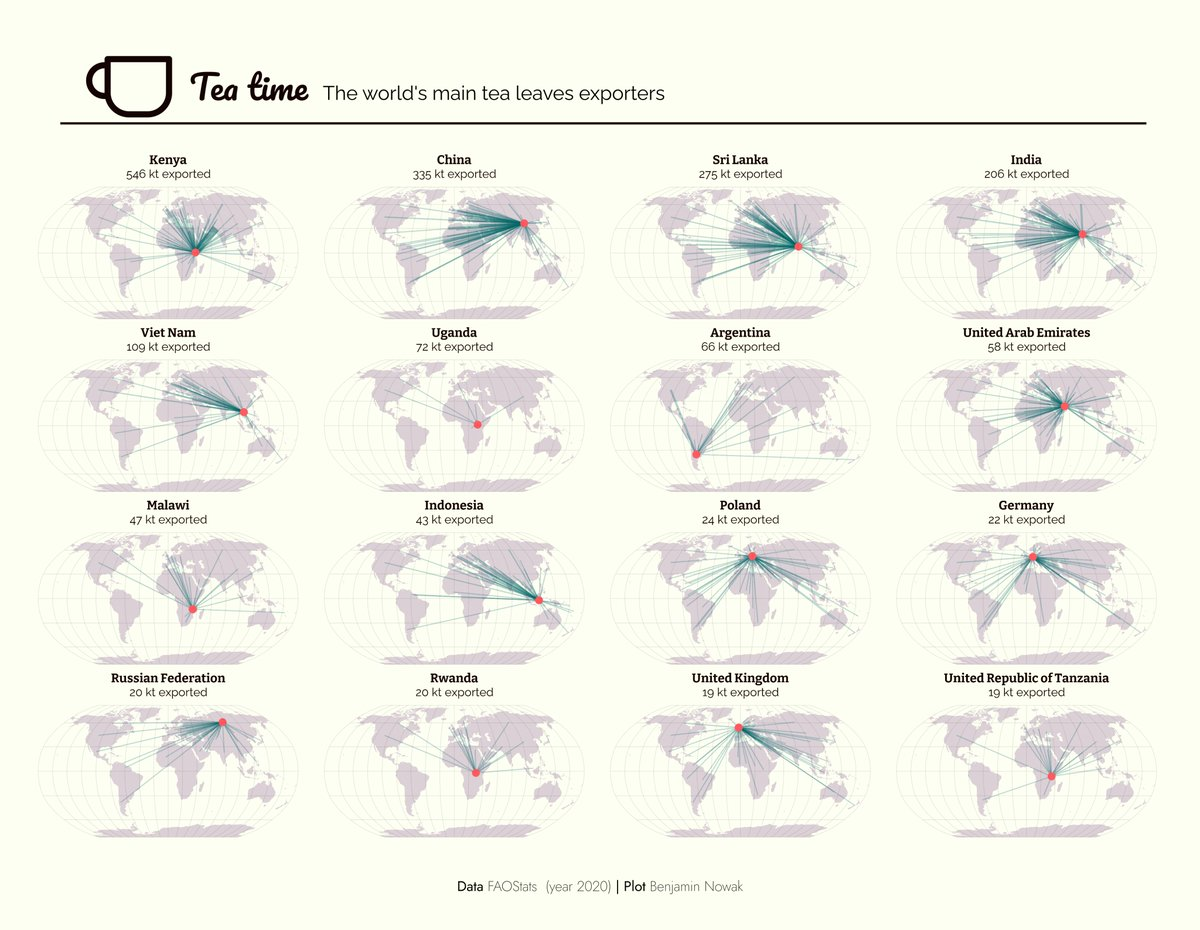 Tea time The world's main tea leaves exporters
Kenya
546 kt exported
China
335 kt exported
Sri Lanka
275 kt exported
India
206 kt exported
Viet Nam
109 kt exported
Uganda
72 kt exported
Argentina
66 kt exported
United Arab Emirates
58 kt exported
Malawi
47 kt exported
Indonesia
43 kt exported
Poland
24 kt exported
Germany
22 kt exported
Russian Federation
20 kt exported
Rwanda
20 kt exported
United Kingdom
19 kt exported
United Republic of Tanzania
19 kt exported
Data FAOStats (year 2020) | Plot Benjamin Nowak